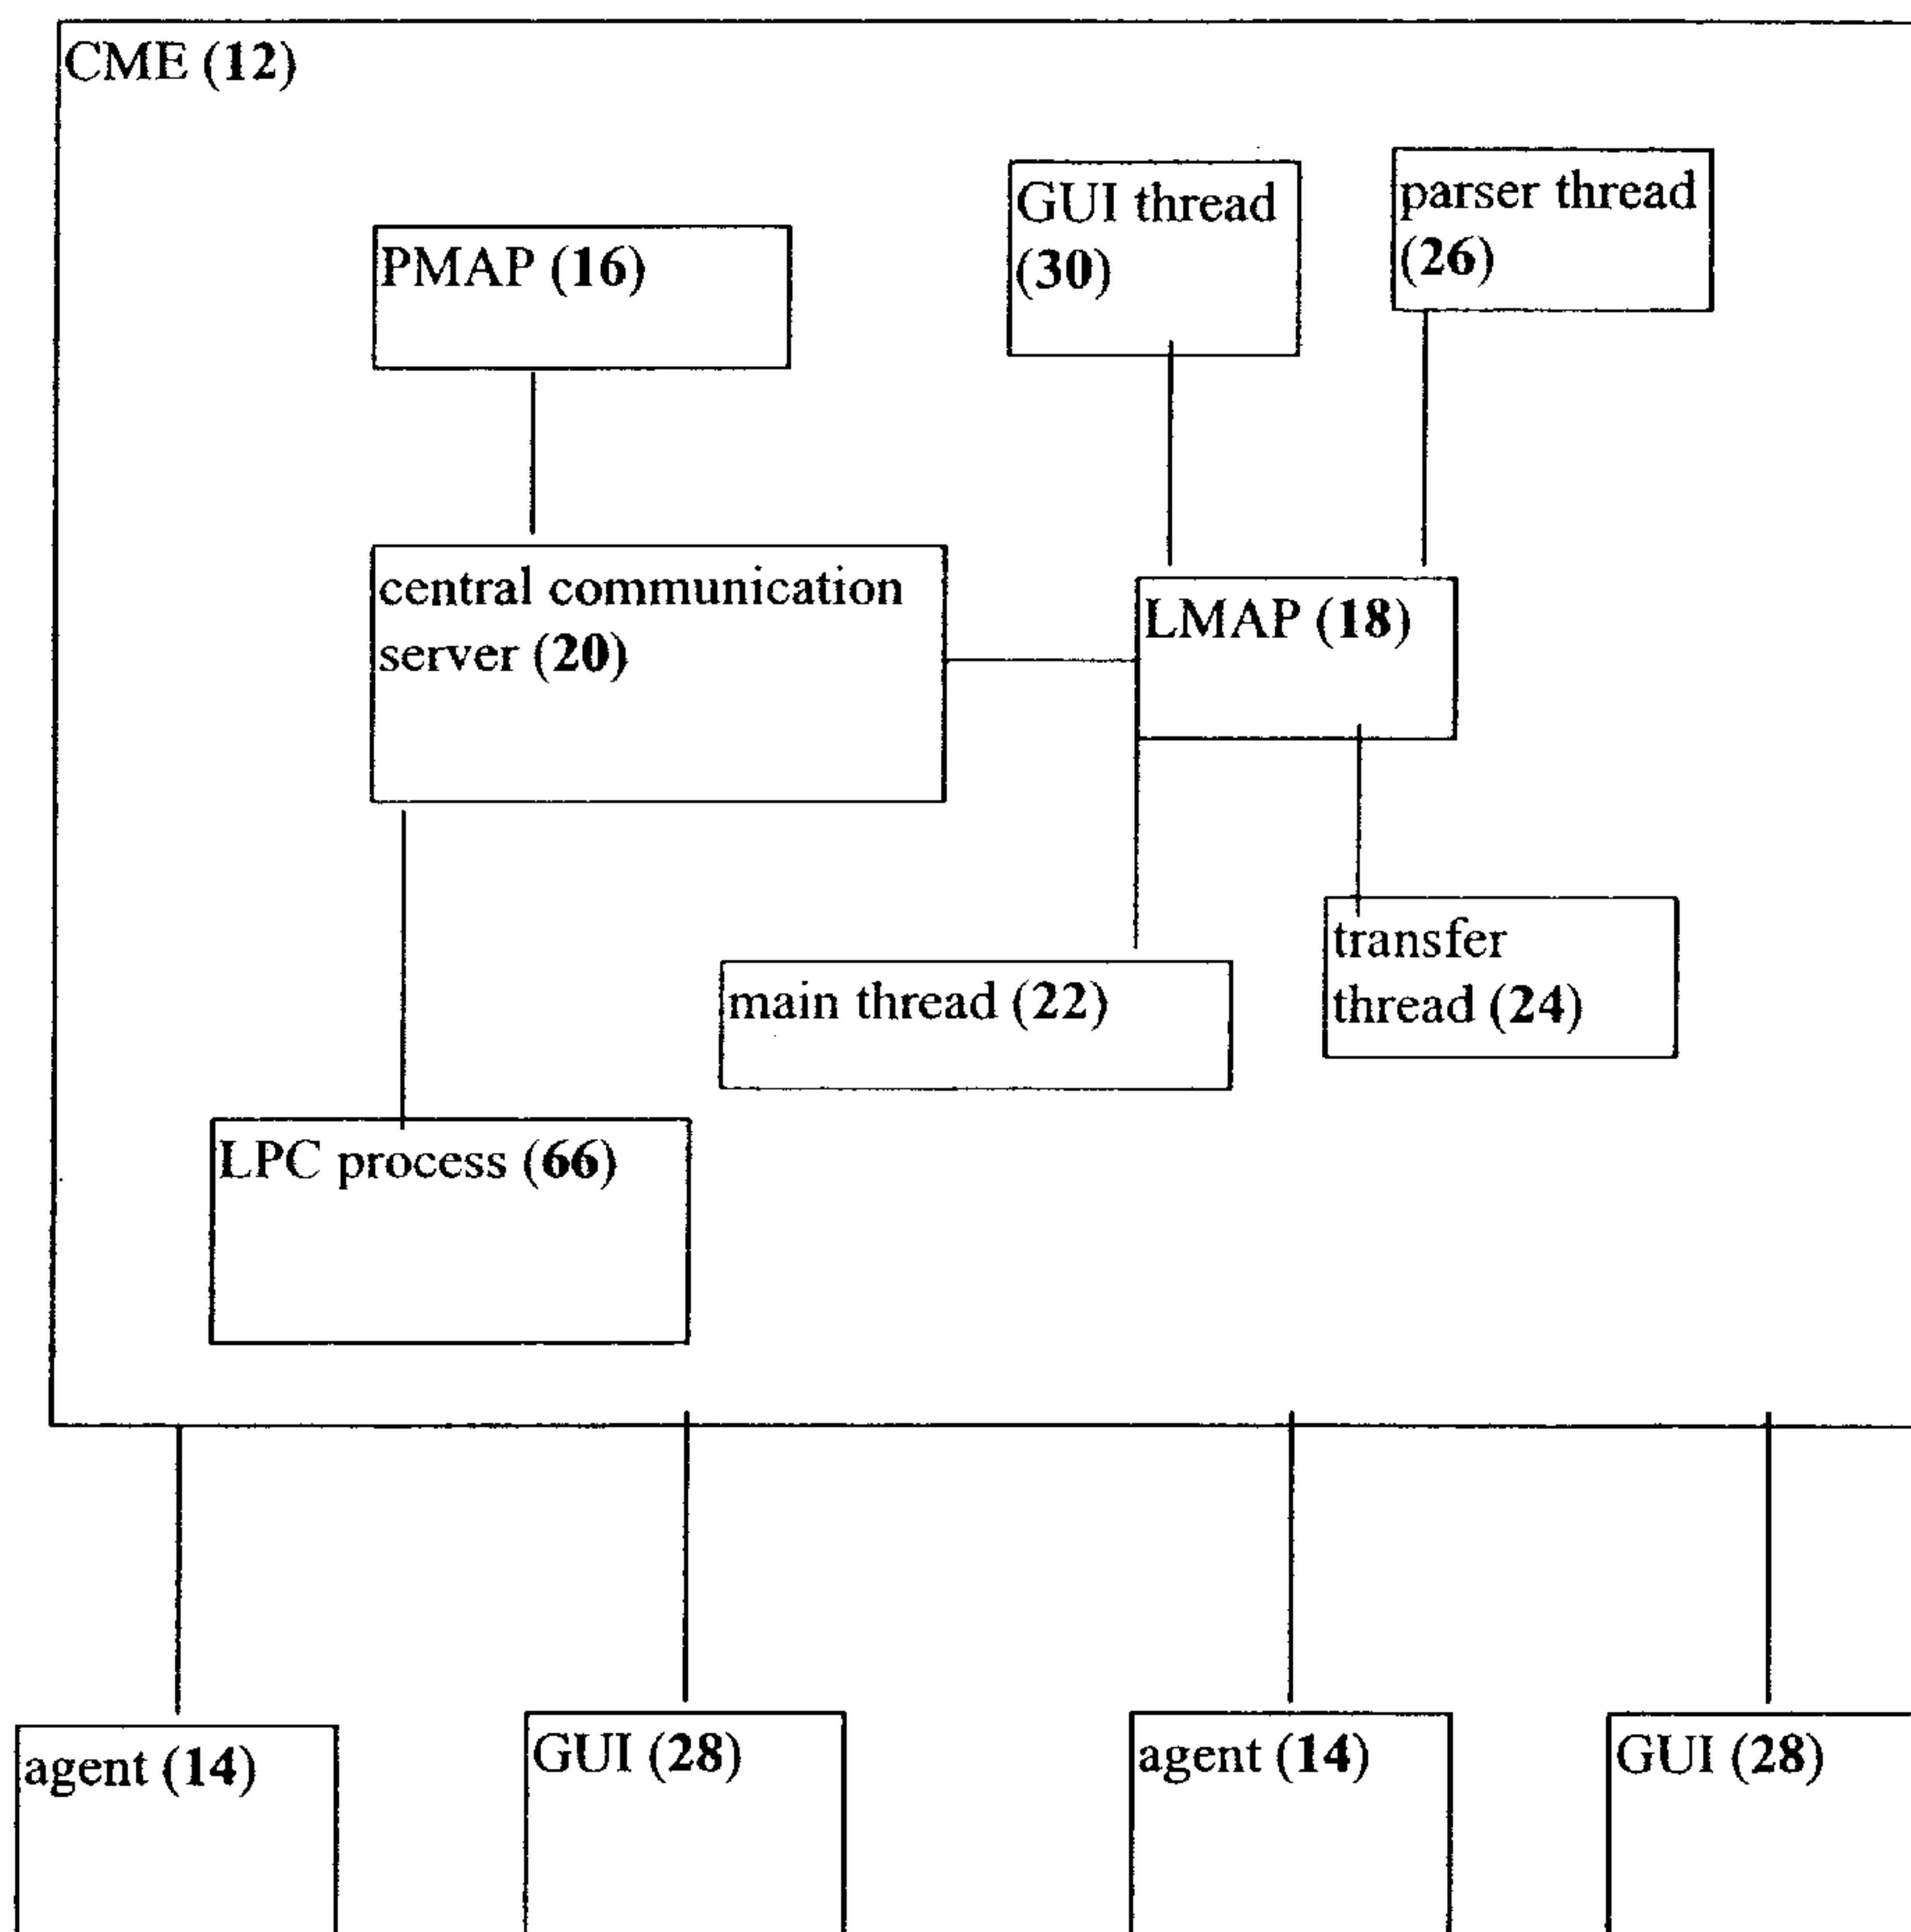 CME (12)
GUI thread
(30)
parser thread
(26)
PMAP (16)
central communication
server (20)
LMAP (18)
main thread (22)
transfer
thread (24)
LPC process (66)
agent (14)
GUI (28)
agent (14)
GUI (28)